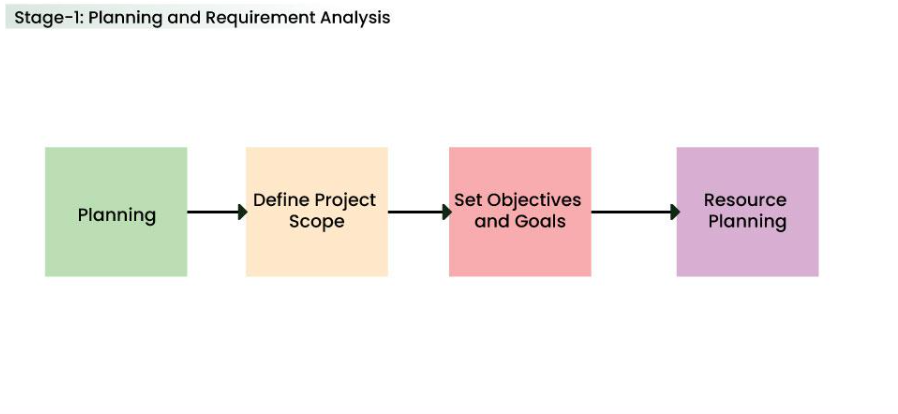 Stage-1: Planning and Requirement Analysis
Planning
Define Project
Scope
Set Objectives
and Goals
Resource
Planning